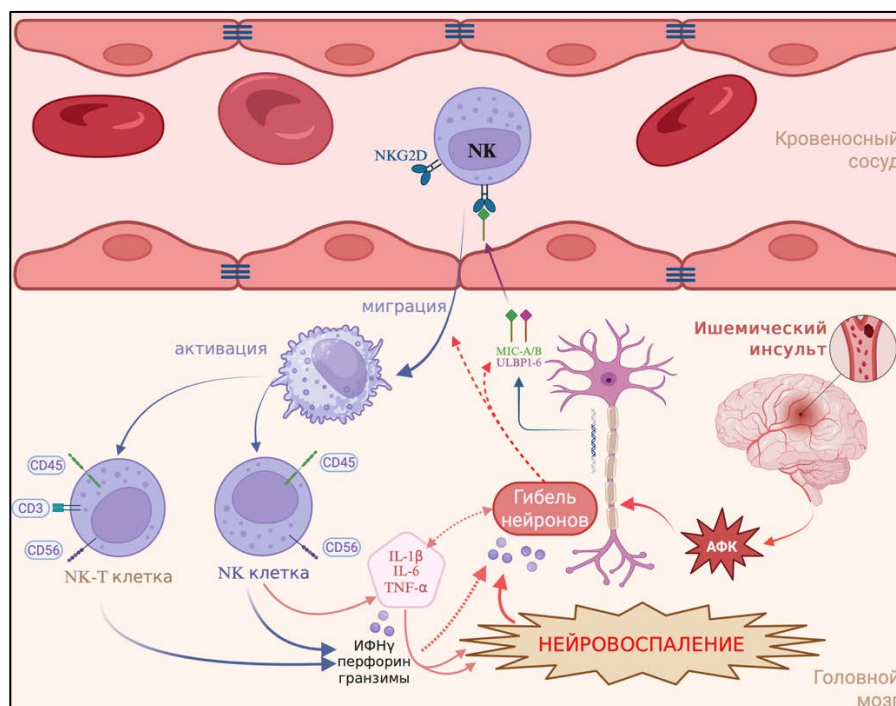 Кровеносный
сосуд
NKG2D
NK
миграция
активация
MIC-A/B
ULBP1-6
Ишемический
инсульт
CD45
CD3
CD56
NK-T клетка
CD45
CD56
NK клетка
IL-1β
IL-6
TNF-α
Гибель
нейронов
АФК
ИФНγ
перфорин
гранзимы
НЕЙРОВОСПАЛЕНИЕ
Головной
мозг